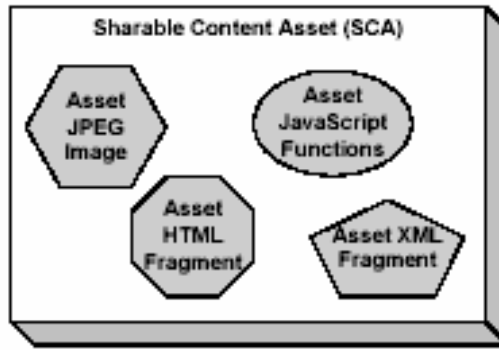 Sharable Content Asset (SCA)
Asset
JPEG
Image
Asset
JavaScript
Functions
Asset
HTML
Fragment
Asset XML
Fragment